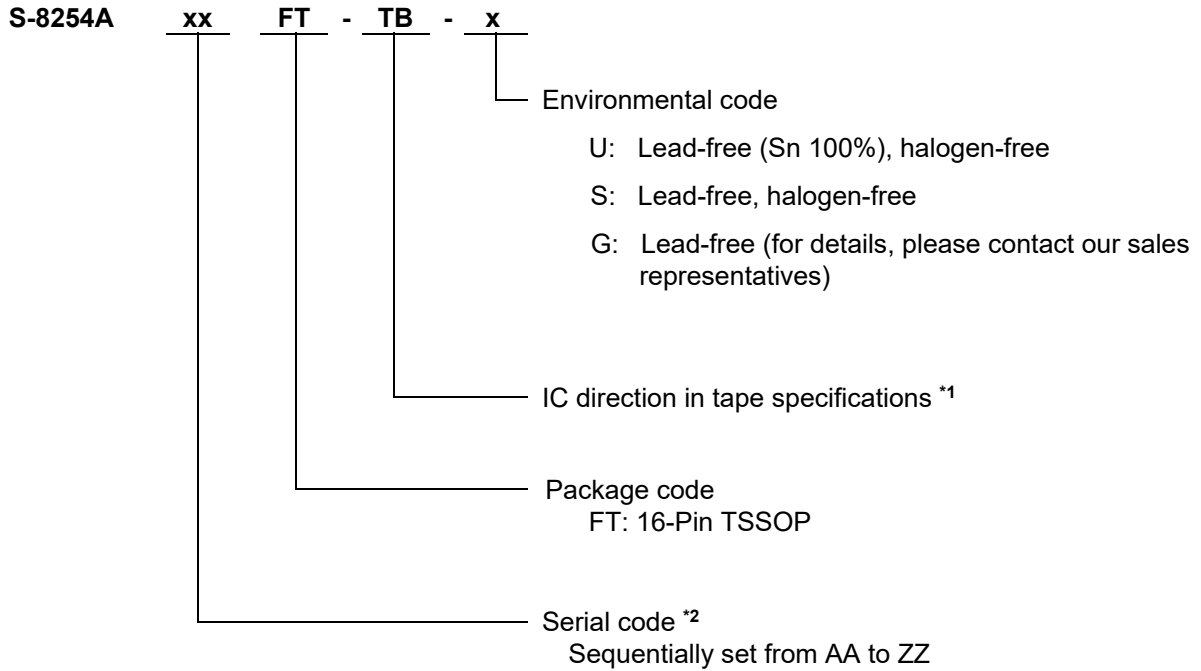 S-8254A xx FT - TB - x
Environmental code
U: Lead-free (Sn 100%), halogen-free
S: Lead-free, halogen-free
G: Lead-free (for details, please contact our sales
representatives)
IC direction in tape specifications *1
Package code
FT: 16-Pin TSSOP
Serial code *2
Sequentially set from AA to ZZ